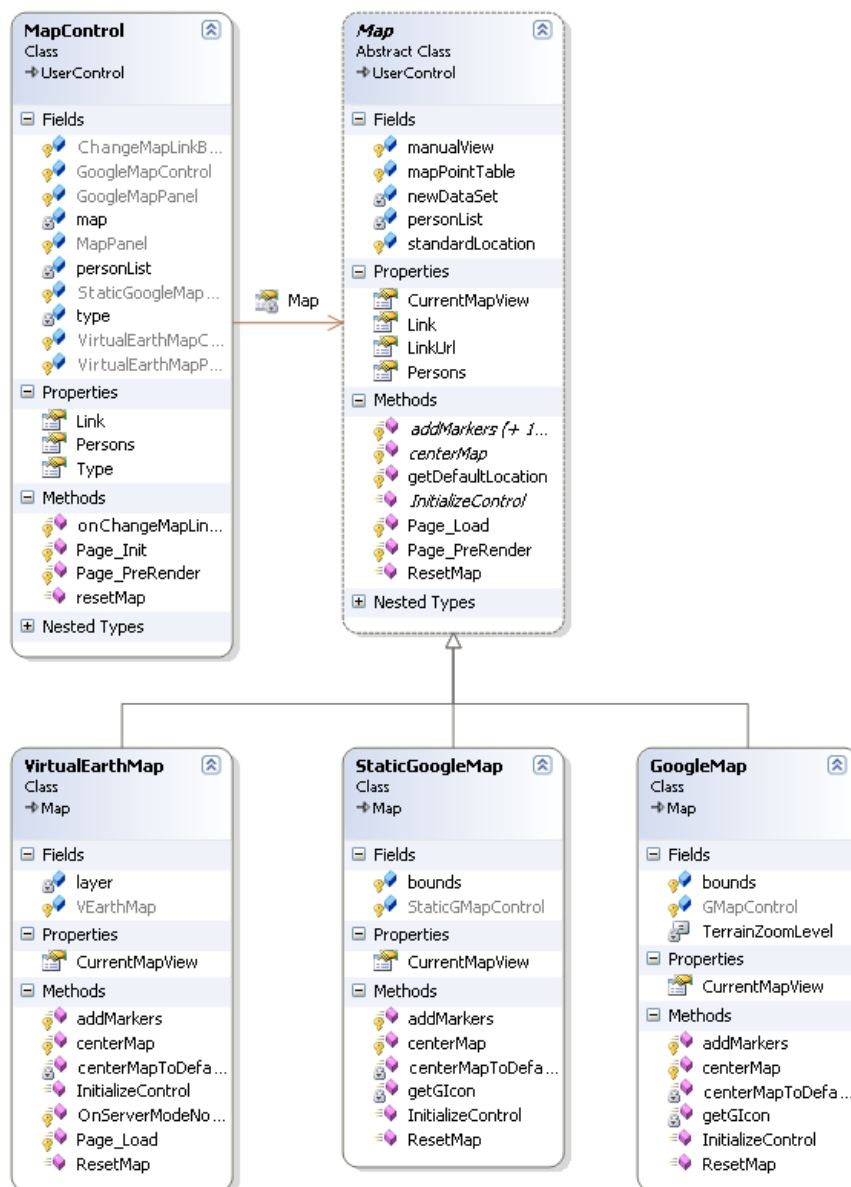 MapControl
Class
UserControl
Fields
ChangeMapLinkB...
GoogleMapControl
GoogleMapPanel
map
MapPanel
personList
StaticGoogleMap...
type
VirtualEarthMapC...
VirtualEarthMapP...
Properties
Link
Persons
Type
Methods
onChangeMapLin...
Page_Init
Page_PreRender
resetMap
Nested Types
Map
Map
Abstract Class
UserControl
Fields
manualView
mapPointTable
newDataSet
personList
standardLocation
Properties
CurrentMapView
Link
LinkUrl
Persons
Methods
addMarkers (+ 1...
centerMap
getDefaultLocation
InitializeControl
Page_Load
Page_PreRender
ResetMap
Nested Types
VirtualEarthMap
Class
Map
Fields
layer
VEarthMap
Properties
CurrentMapView
Methods
addMarkers
centerMap
centerMapToDefa...
InitializeControl
OnServerModeNo...
Page_Load
ResetMap
StaticGoogleMap
Class
Map
Fields
bounds
StaticGMapControl
Properties
CurrentMapView
Methods
addMarkers
centerMap
centerMapToDefa...
getGIcon
InitializeControl
ResetMap
GoogleMap
Class
Map
Fields
bounds
GMapControl
TerrainZoomLevel
Properties
CurrentMapView
Methods
addMarkers
centerMap
centerMapToDefa...
getGIcon
InitializeControl
ResetMap